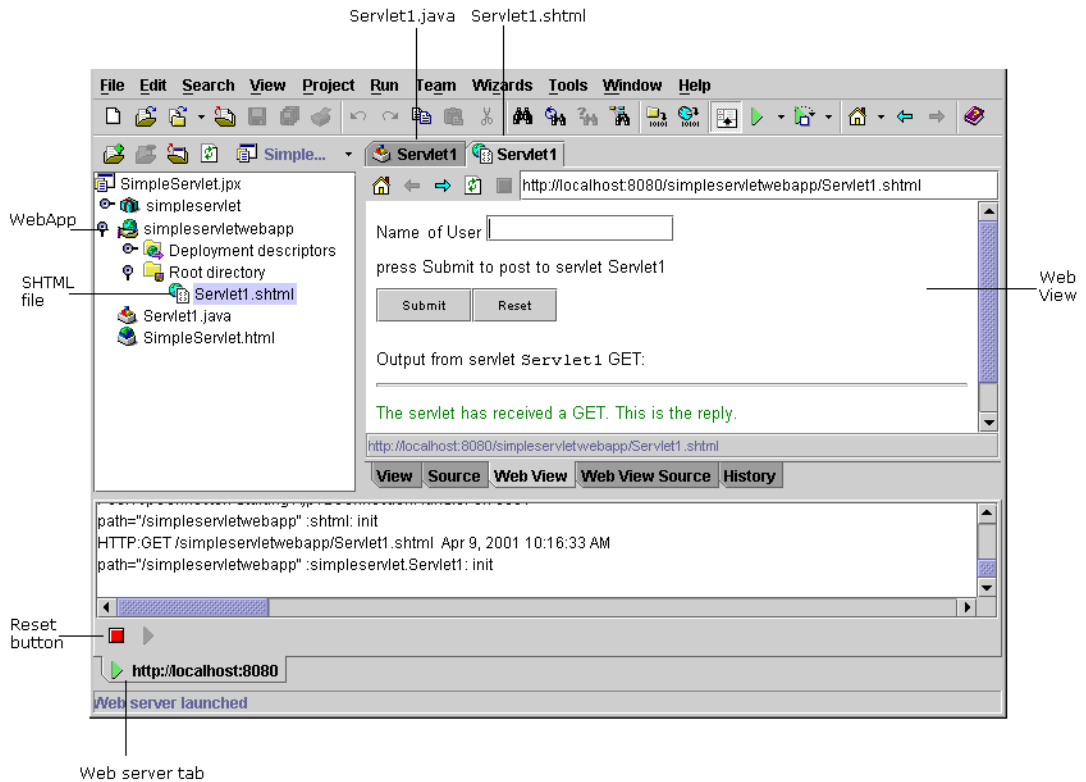 Servlet1.java Servlet1.shtml
File Edit Search View Project Run Team Wizards Tools Window Help
Simple... Servlet1 Servlet1
SimpleServlet.jpx
simpleservlet
WebApp
simpleservletwebapp
Deployment descriptors
Root directory
SHTML
file
Servlet1.shtml
Servlet1.java
SimpleServlet.html
http://localhost:8080/simpleservletwebapp/Servlet1.shtml
Name of User
press Submit to post to servlet Servlet1
Submit Reset
Web
View
Output from servlet Servlet1 GET:
The servlet has received a GET. This is the reply.
http://localhost:8080/simpleservletwebapp/Servlet1.shtml
View Source Web View Web View Source History
path="/simpleservletwebapp" :shtml: init
HTTP:GET /simpleservletwebapp/Servlet1.shtml Apr 9, 2001 10:16:33 AM
path="/simpleservletwebapp" :simpleservlet.Servlet1: init
Reset
button
http://localhost:8080
Web server launched
Web server tab